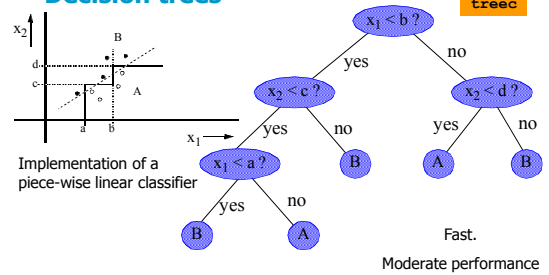 Decision trees
treec
x2
B
d
c
A
a
b
x1
Implementation of a
piece-wise linear classifier
x1 < b ?
yes
no
x2 < c ?
x2 < d ?
yes
no
yes
no
x1 < a ?
B
A
B
yes
no
B
A
Fast.
Moderate performance